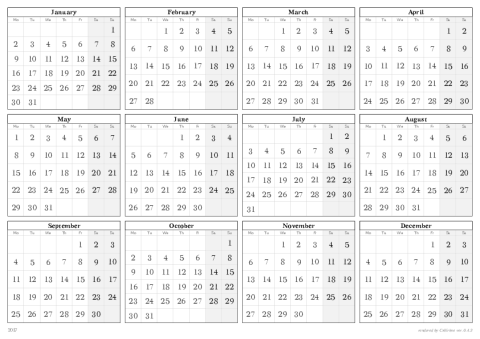 January
Mo Tu We Th Fr Sa Su
1
2 3 4 5 6 7 8
9 10 11 12 13 14 15
16 17 18 19 20 21 22
23 24 25 26 27 28 29
30 31
February
Mo Tu We Th Fr Sa Su
1 2 3 4 5
6 7 8 9 10 11 12
13 14 15 16 17 18 19
20 21 22 23 24 25 26
27 28
March
Mo Tu We Th Fr Sa Su
1 2 3 4 5
6 7 8 9 10 11 12
13 14 15 16 17 18 19
20 21 22 23 24 25 26
27 28 29 30 31
April
Mo Tu We Th Fr Sa Su
1 2
3 4 5 6 7 8 9
10 11 12 13 14 15 16
17 18 19 20 21 22 23
24 25 26 27 28 29 30
May
Mo Tu We Th Fr Sa Su
1 2 3 4 5 6 7
8 9 10 11 12 13 14
15 16 17 18 19 20 21
22 23 24 25 26 27 28
29 30 31
June
Mo Tu We Th Fr Sa Su
1 2 3 4
5 6 7 8 9 10 11
12 13 14 15 16 17 18
19 20 21 22 23 24 25
26 27 28 29 30
July
Mo Tu We Th Fr Sa Su
1 2
3 4 5 6 7 8 9
10 11 12 13 14 15 16
17 18 19 20 21 22 23
24 25 26 27 28 29 30
31
August
Mo Tu We Th Fr Sa Su
1 2 3 4 5 6
7 8 9 10 11 12 13
14 15 16 17 18 19 20
21 22 23 24 25 26 27
28 29 30 31
September
Mo Tu We Th Fr Sa Su
1 2 3
4 5 6 7 8 9 10
11 12 13 14 15 16 17
18 19 20 21 22 23 24
25 26 27 28 29 30
October
Mo Tu We Th Fr Sa Su
1
2 3 4 5 6 7 8
9 10 11 12 13 14 15
16 17 18 19 20 21 22
23 24 25 26 27 28 29
30 31
November
Mo Tu We Th Fr Sa Su
1 2 3 4 5
6 7 8 9 10 11 12
13 14 15 16 17 18 19
20 21 22 23 24 25 26
27 28 29 30
December
Mo Tu We Th Fr Sa Su
1 2 3
4 5 6 7 8 9 10
11 12 13 14 15 16 17
18 19 20 21 22 23 24
25 26 27 28 29 30 31
2017